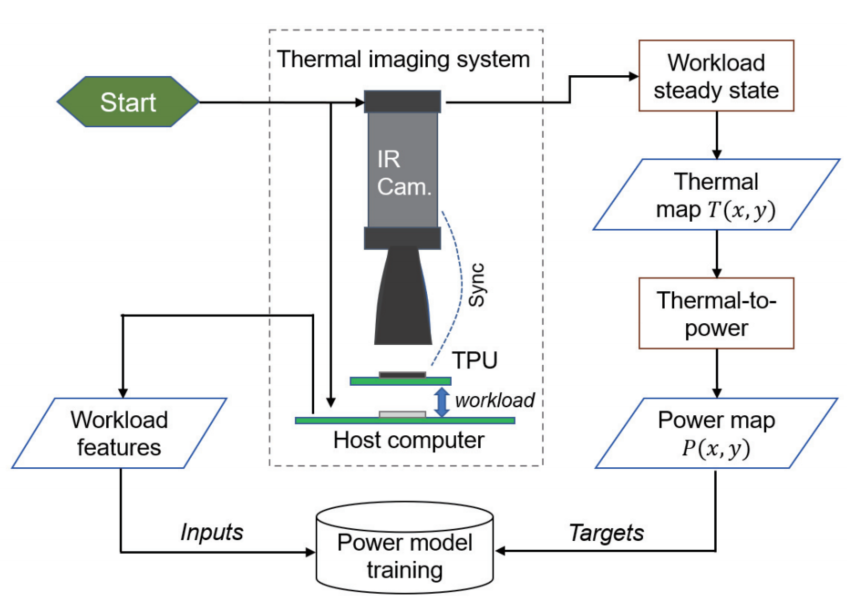 Thermal imaging system
Start
IR
Cam.
Sync
TPU
workload
Host computer
Workload
steady state
Thermal
map T(x, y)
Thermal-to-
power
Power map
P(x, y)
Workload
features
Inputs
Power model
training
Targets